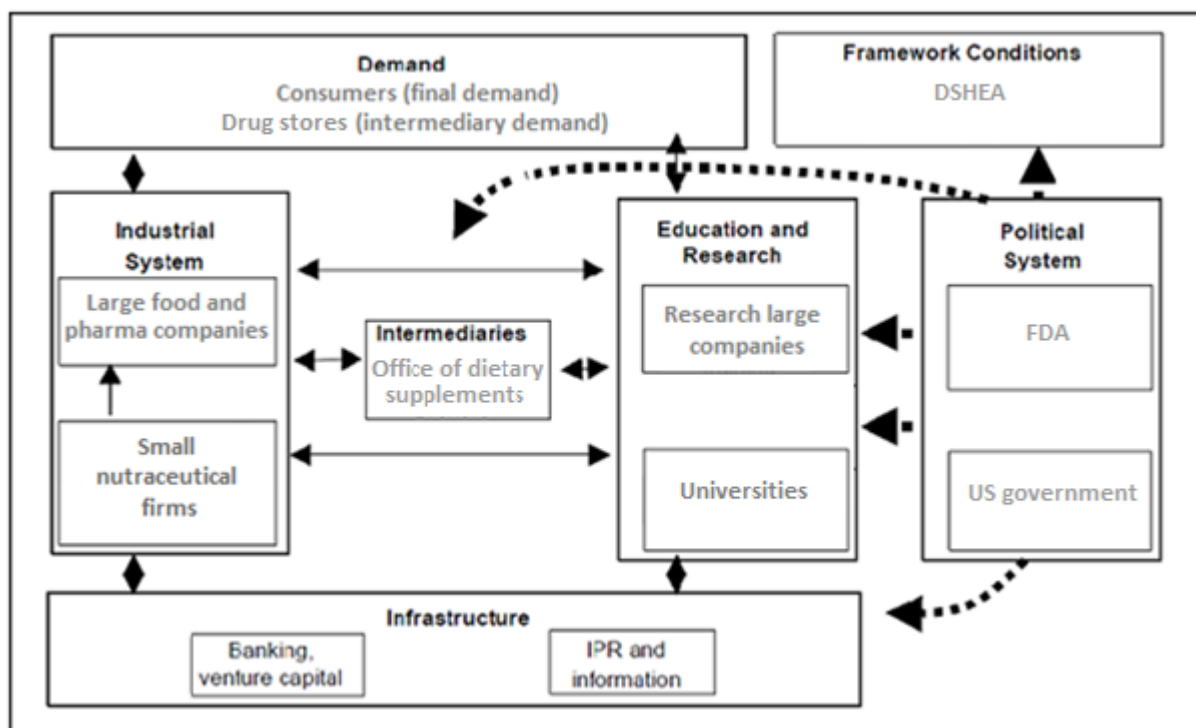 Demand
Consumers (final demand)
Drug stores (intermediary demand)
Framework Conditions
DSHEA
Industrial
System
Large food and
pharma companies
Small
nutraceutical
firms
Intermediaries
Office of dietary
supplements
Education and
Research
Research large
companies
Universities
Political
System
FDA
US government
Infrastructure
Banking,
venture capital
IPR and
information